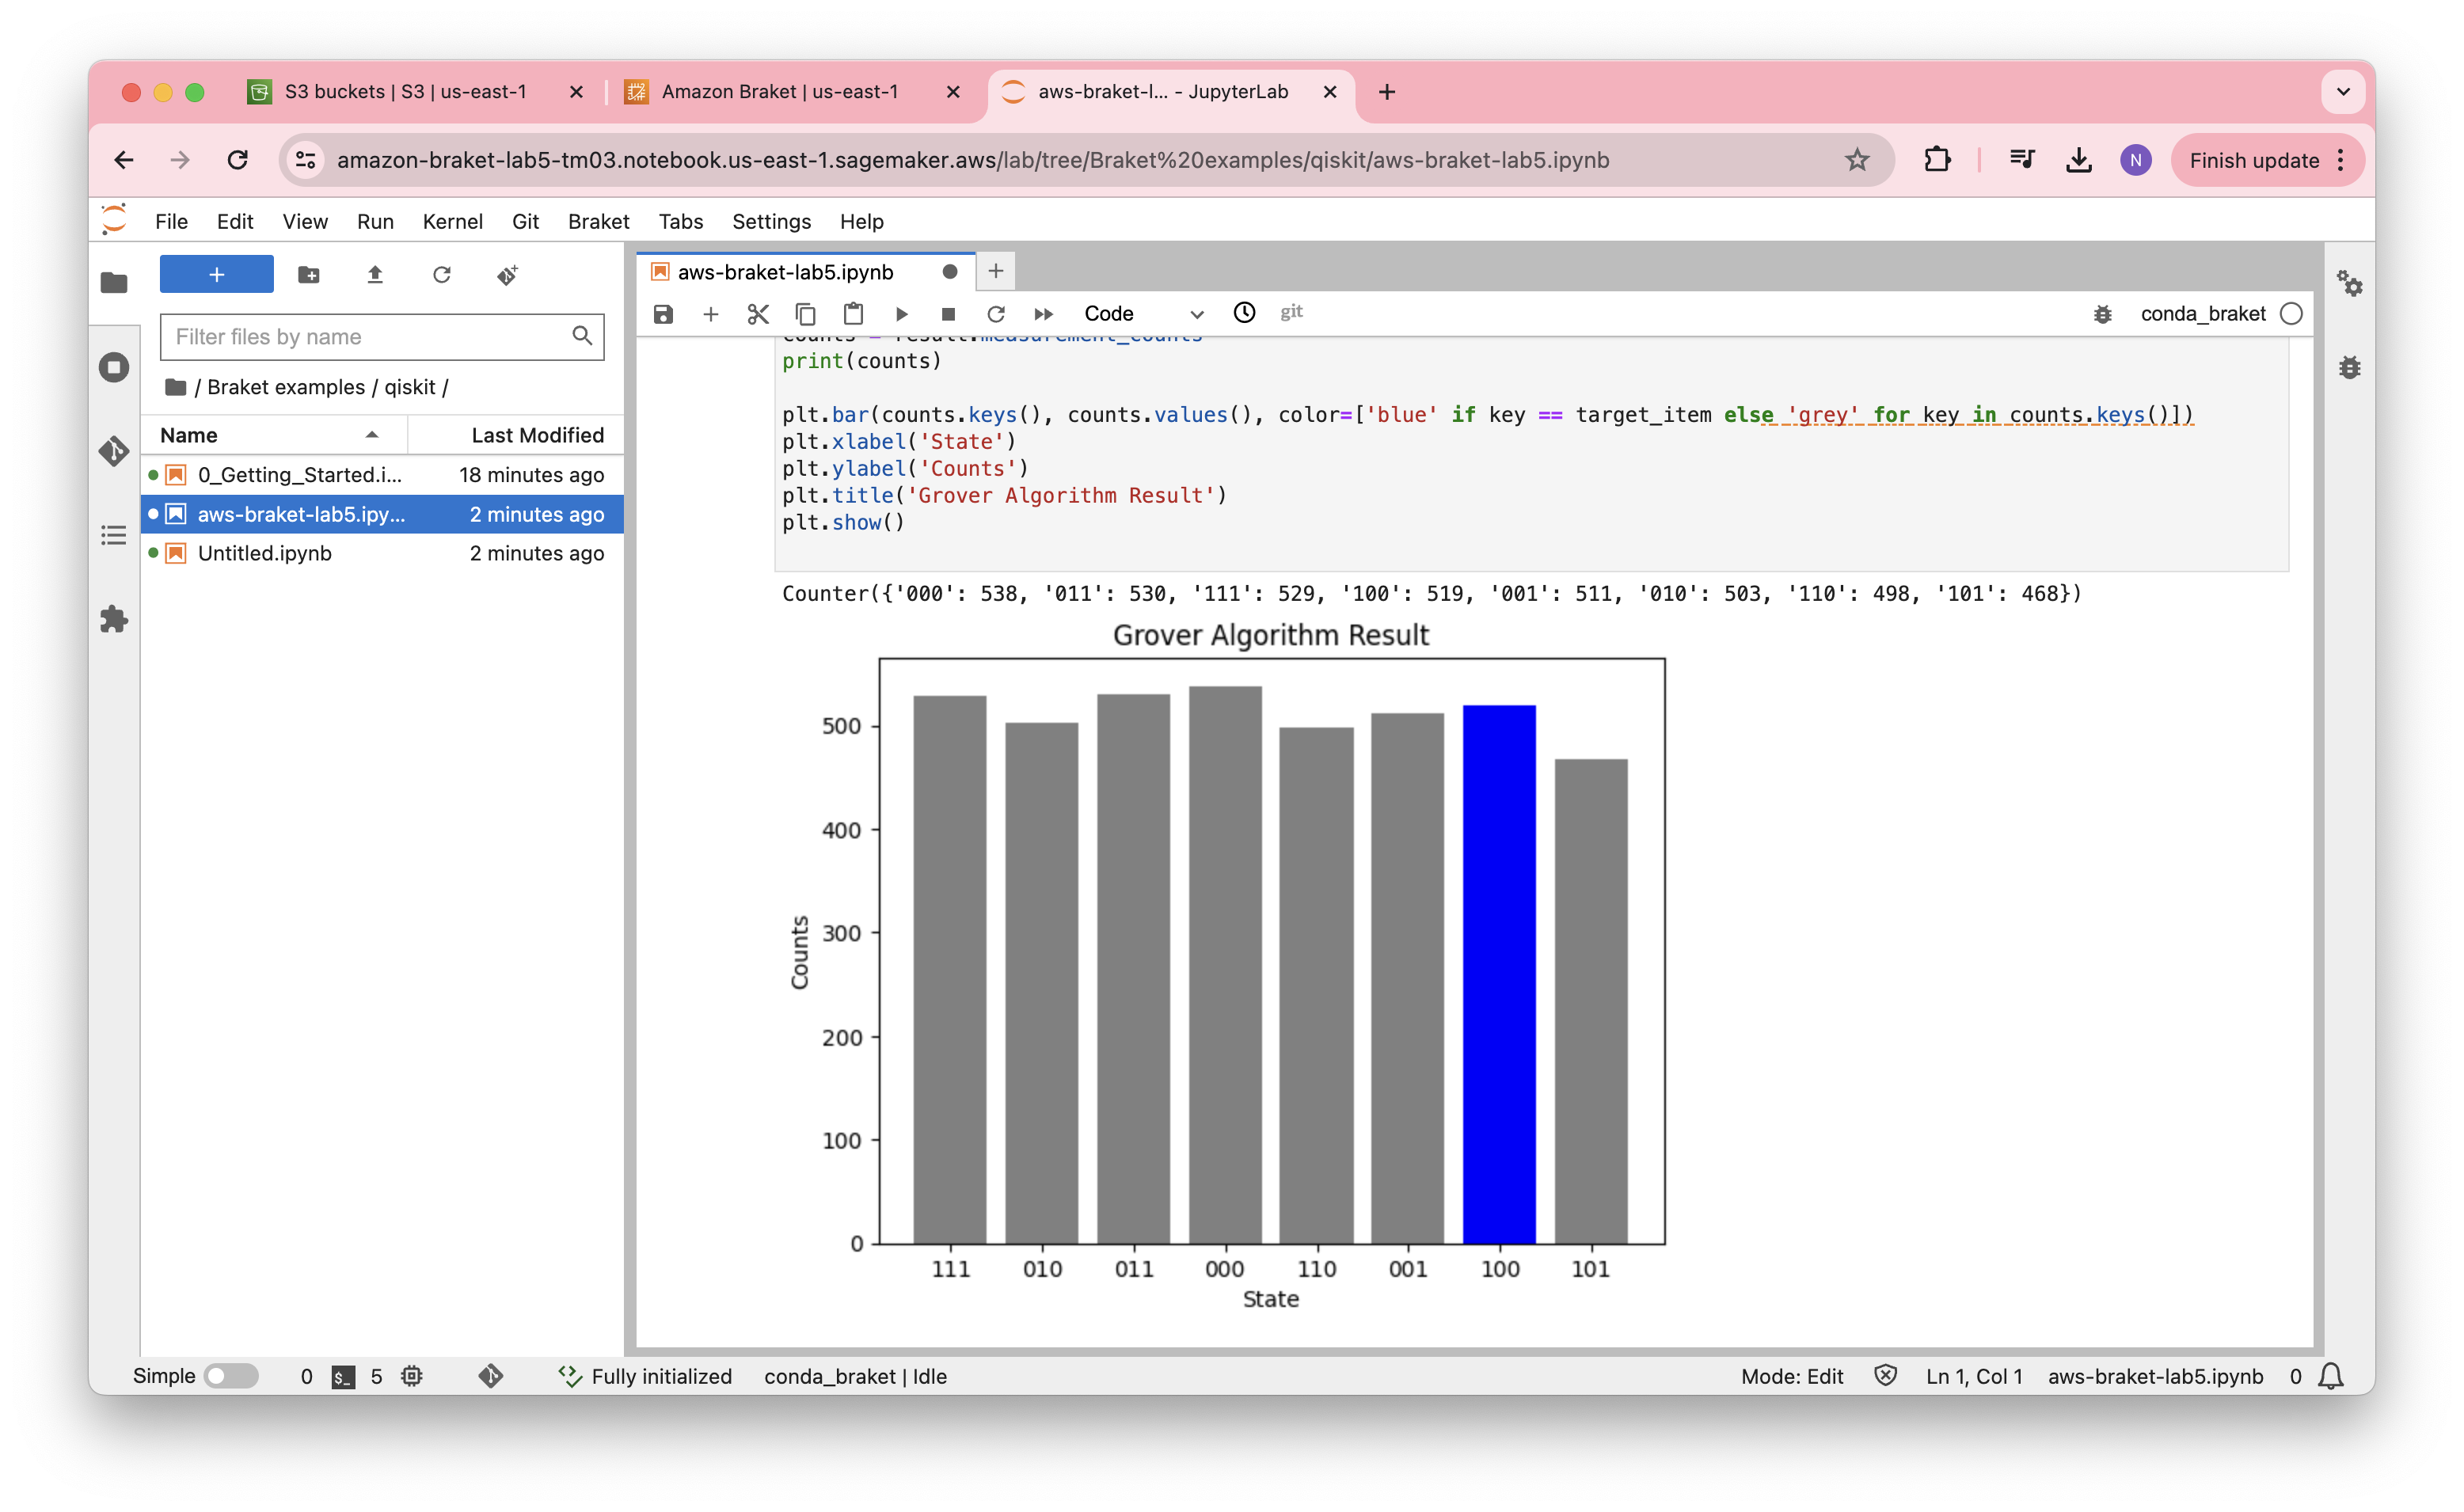 S3 buckets | S3 | us-east-1
Amazon Braket | us-east-1
aws-braket-l... - JupyterLab
amazon-braket-lab5-tm03.notebook.us-east-1.sagemaker.aws/lab/tree/Braket%20examples/qiskit/aws-braket-lab5.ipynb
N
Finish update
File Edit View Run Kernel Git Braket Tabs Settings Help
aws-braket-lab5.ipynb
Code
git
conda_braket
Filter files by name
/ Braket examples / qiskit /
Name Last Modified
0_Getting_Started.i... 18 minutes ago
aws-braket-lab5.ipy... 2 minutes ago
Untitled.ipynb 2 minutes ago
counts = result.measurement_counts
print(counts)
plt.bar(counts.keys(), counts.values(), color=['blue' if key == target_item else 'grey' for key in counts.keys()])
plt.xlabel('State')
plt.ylabel('Counts')
plt.title('Grover Algorithm Result')
plt.show()
Counter({'000': 538, '011': 530, '111': 529, '100': 519, '001': 511, '010': 503, '110': 498, '101': 468})
Grover Algorithm Result
Counts
500
400
300
200
100
0
111 010 011 000 110 001 100 101
State
Simple 0 $_ 5 Fully initialized conda_braket | Idle Mode: Edit Ln 1, Col 1 aws-braket-lab5.ipynb 0